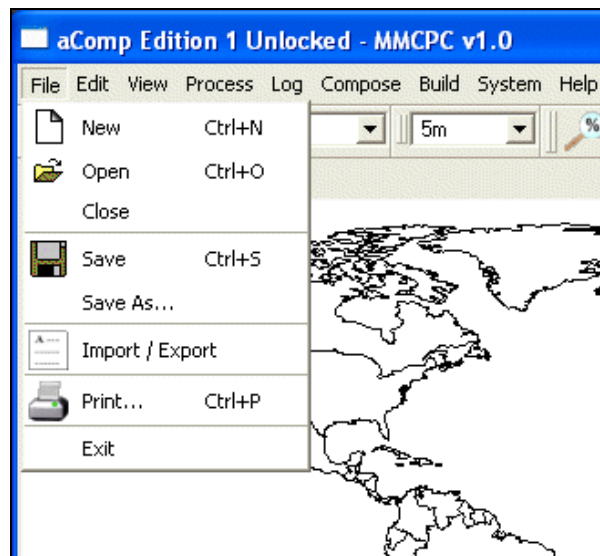 aComp Edition 1 Unlocked - MMCPC v1.0
File Edit View Process Log Compose Build System Help
New Ctrl+N
5m
%
Open Ctrl+O
Close
Save Ctrl+S
Save As...
Import / Export
Print... Ctrl+P
Exit